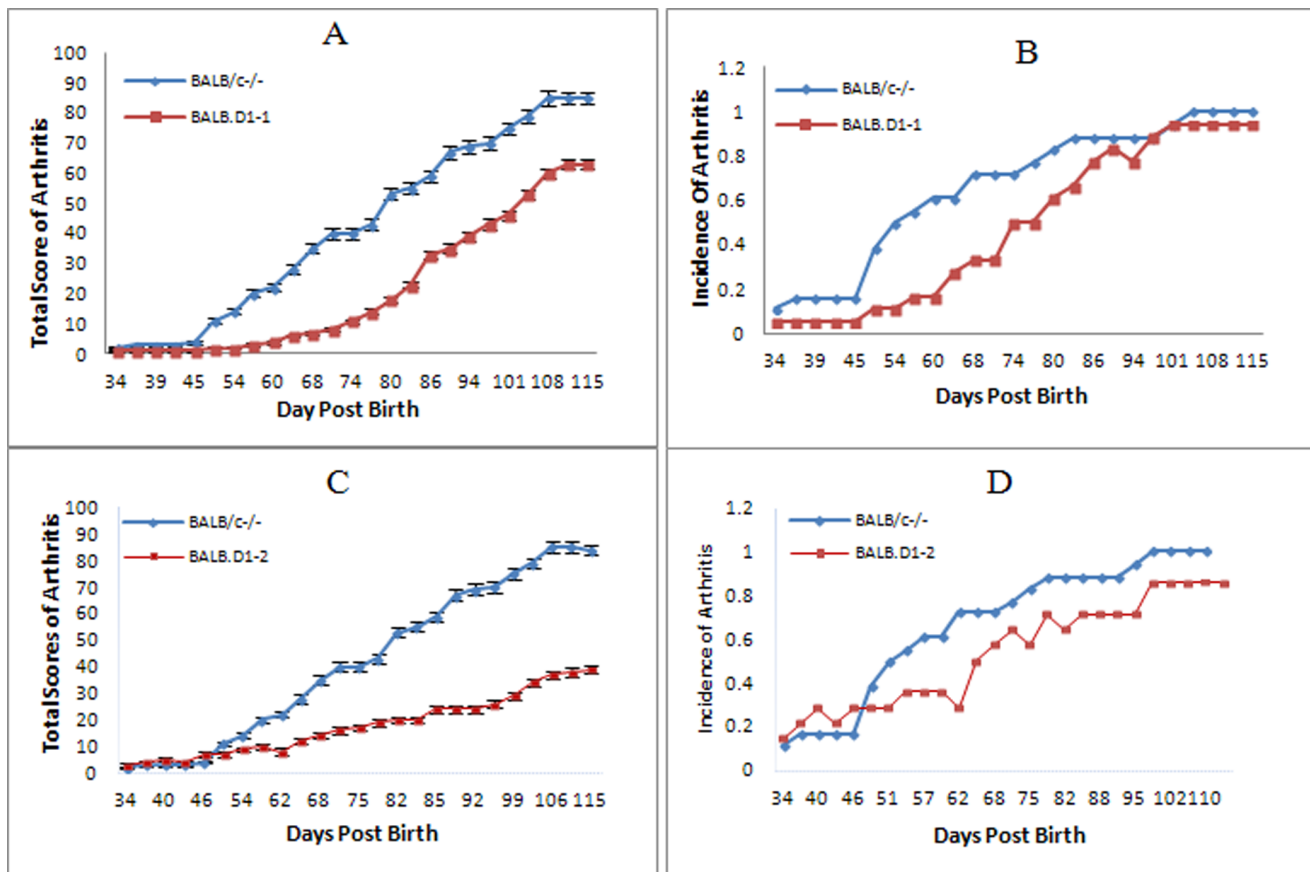 A
100
90
80
70
60
50
40
30
20
10
0
Total Score of Arthritis
BALB/c-/-
BALB.D1-1
34 39 45 54 60 68 74 80 86 94 101 108 115
Day Post Birth
B
1.2
1
0.8
0.6
0.4
0.2
0
Incidence Of Arthritis
BALB/c-/-
BALB.D1-1
34 39 45 54 60 68 74 80 86 94 101 108 115
Days Post Birth
C
100
90
80
70
60
50
40
30
20
10
0
Total Scores of Arthritis
BALB/c-/-
BALB.D1-2
34 40 46 54 62 68 75 82 85 92 99 106 115
Days Post Birth
D
1.2
1
0.8
0.6
0.4
0.2
0
Incidence of Arthritis
BALB/c-/-
BALB.D1-2
34 40 46 51 57 62 68 75 82 88 95 102 110
Days Post Birth